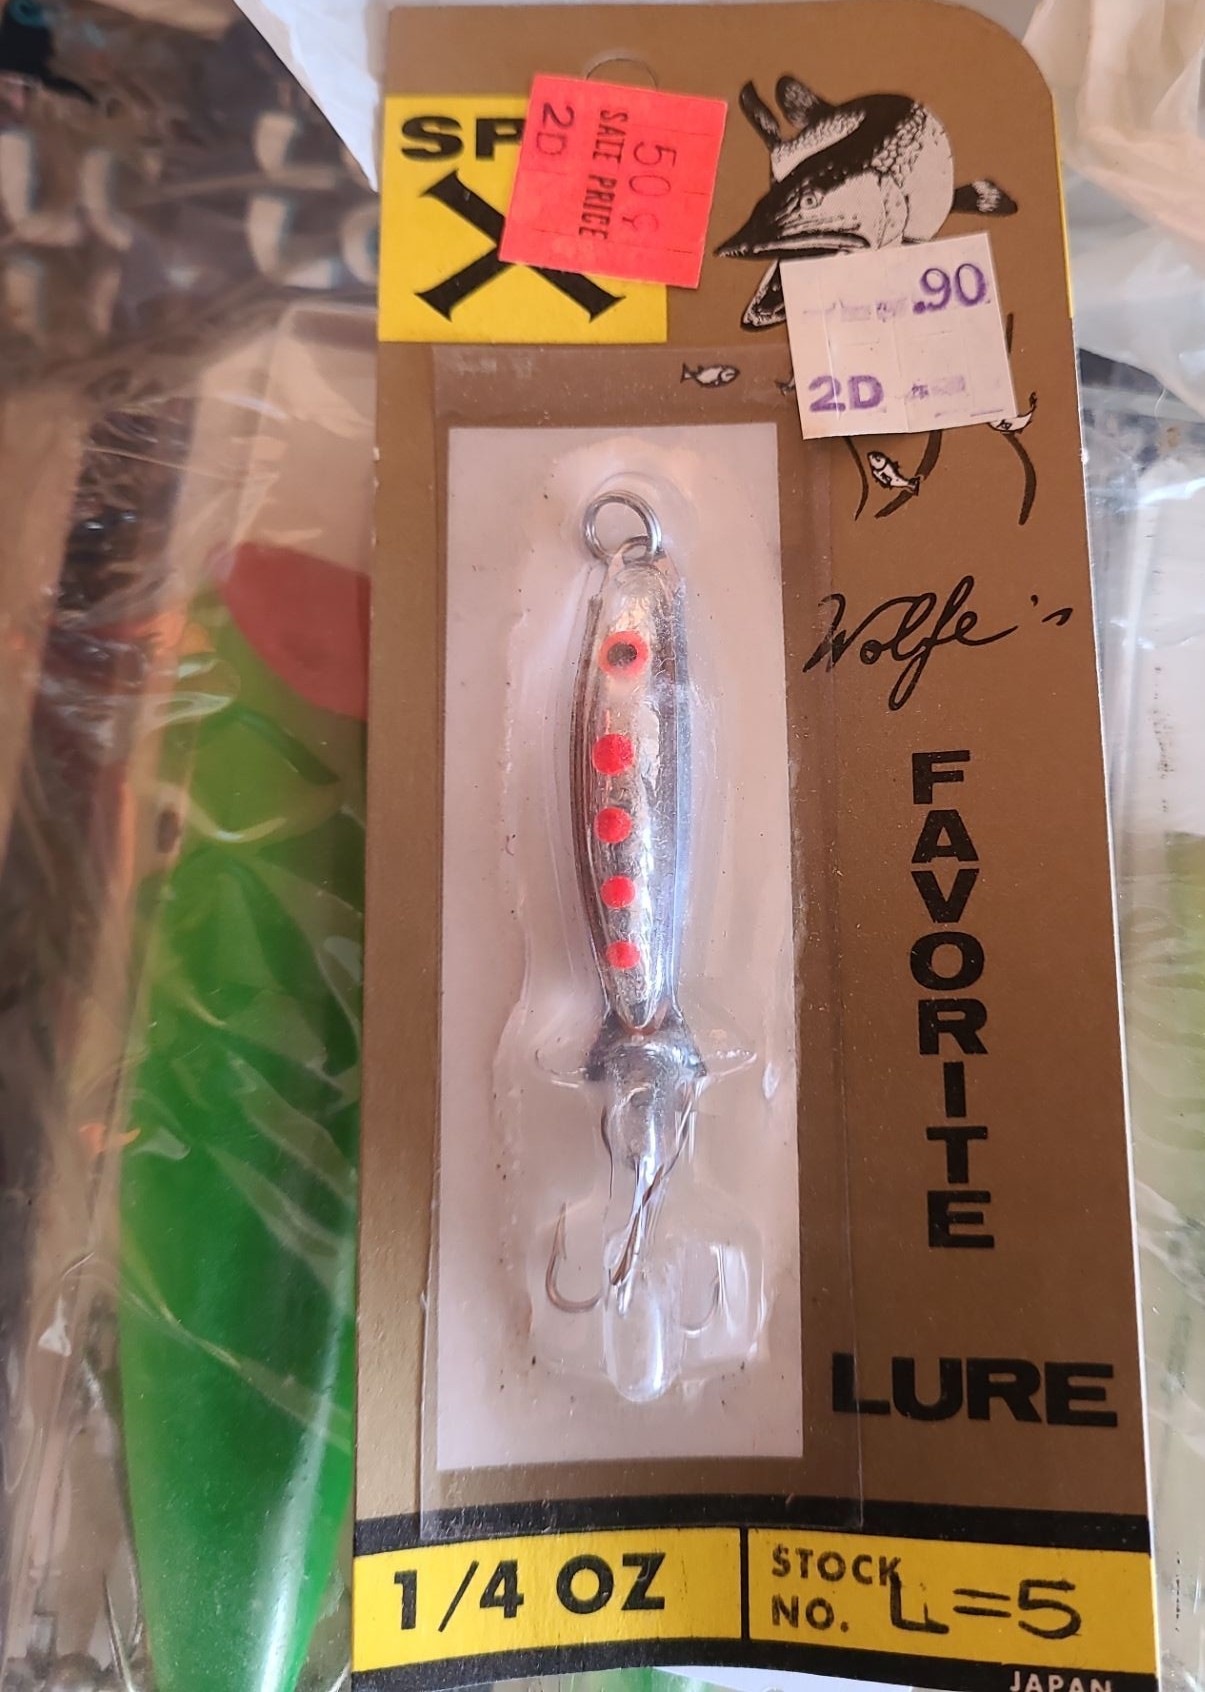 SP
X
50¢
SALE PRICE
2D
.90
2D
Wolfe's
FAVORITE
LURE
1/4 OZ
STOCK
NO. L=5
JAPAN